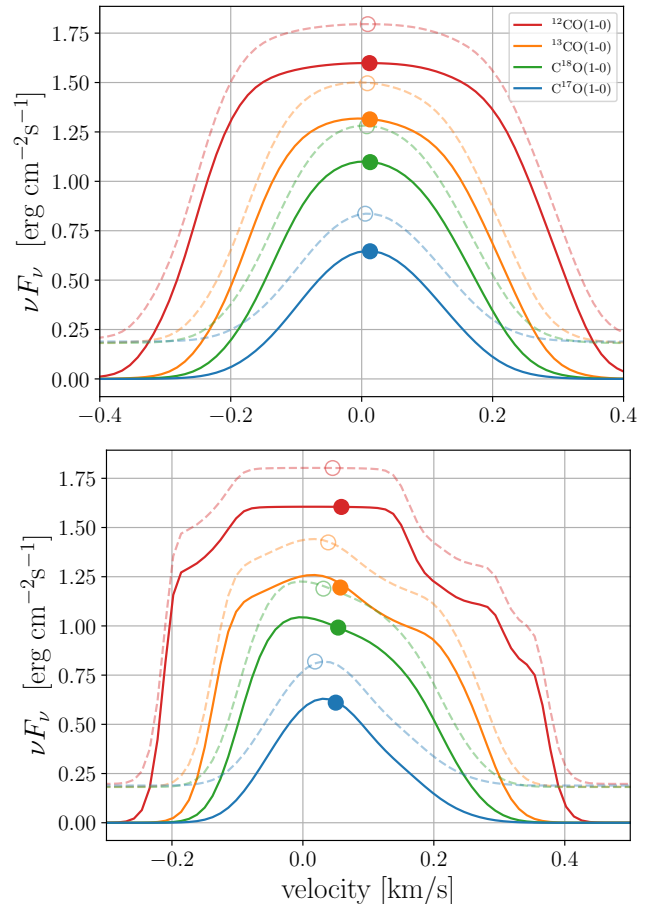 1.75
1.50
1.25
1.00
0.75
0.50
0.25
0.00
νF_ν [erg cm⁻²s⁻¹]
¹²CO(1-0)
¹³CO(1-0)
C¹⁸O(1-0)
C¹⁷O(1-0)
−0.4 −0.2 0.0 0.2 0.4
1.75
1.50
1.25
1.00
0.75
0.50
0.25
0.00
νF_ν [erg cm⁻²s⁻¹]
−0.2 0.0 0.2 0.4
velocity [km/s]